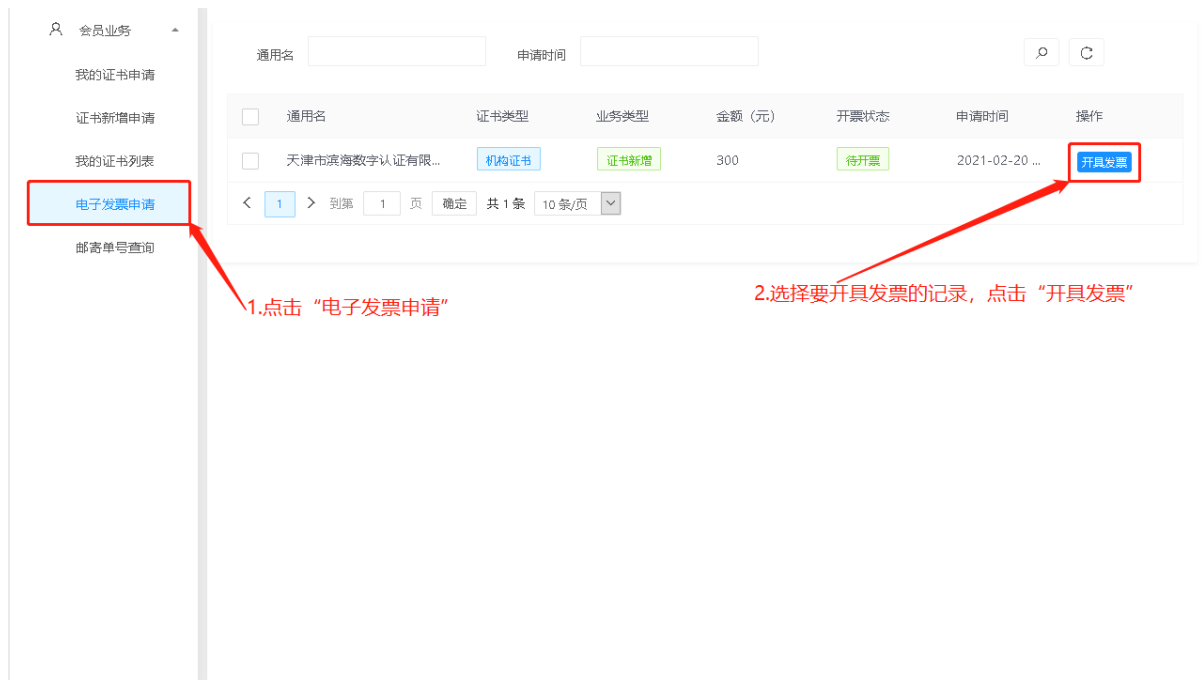 会员业务
我的证书申请
证书新增申请
我的证书列表
电子发票申请
邮寄单号查询
通用名 申请时间
通用名 证书类型 业务类型 金额（元） 开票状态 申请时间 操作
天津市滨海数字认证有限... 机构证书 证书新增 300 待开票 2021-02-20 ... 开具发票
1 到第 1 页 确定 共 1 条 10 条/页
1.点击“电子发票申请”
2.选择要开具发票的记录，点击“开具发票”